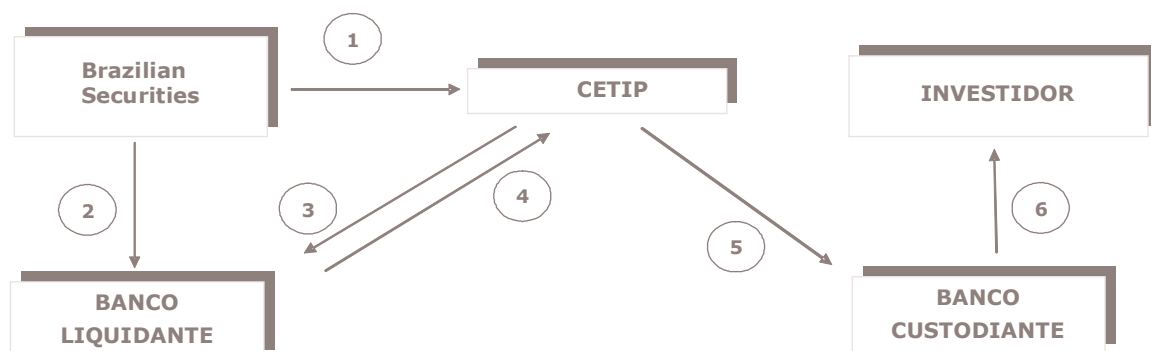 1
Brazilian
Securities
CETIP
INVESTIDOR
2
3
4
5
6
BANCO
LIQUIDANTE
BANCO
CUSTODIANTE